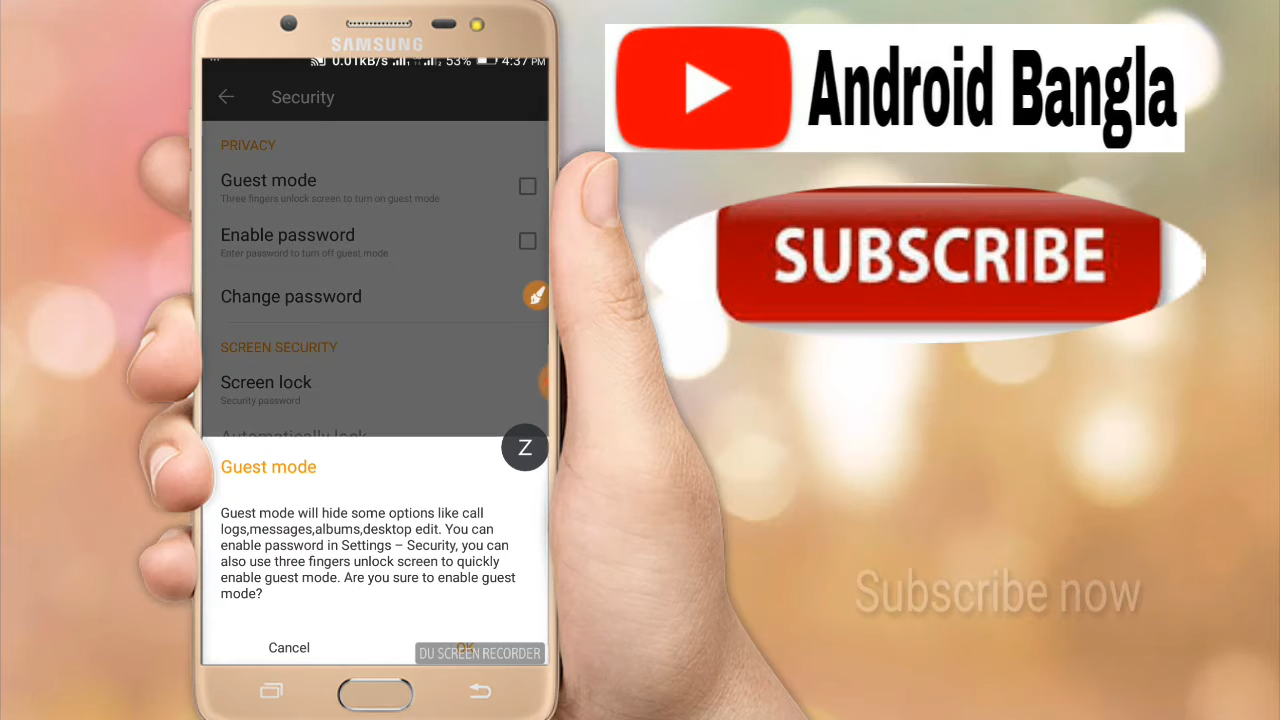 SAMSUNG
0.01KB/s 53% 4:37 PM
Security
PRIVACY
Guest mode
Three fingers unlock screen to turn on guest mode
Enable password
Enter password to turn off guest mode
Change password
SCREEN SECURITY
Screen lock
Security password
Automatically lock
Z
Guest mode
Guest mode will hide some options like call
logs,messages,albums,desktop edit. You can
enable password in Settings – Security, you can
also use three fingers unlock screen to quickly
enable guest mode. Are you sure to enable guest
mode?
Cancel
OK
DU SCREEN RECORDER
Android Bangla
SUBSCRIBE
Subscribe now